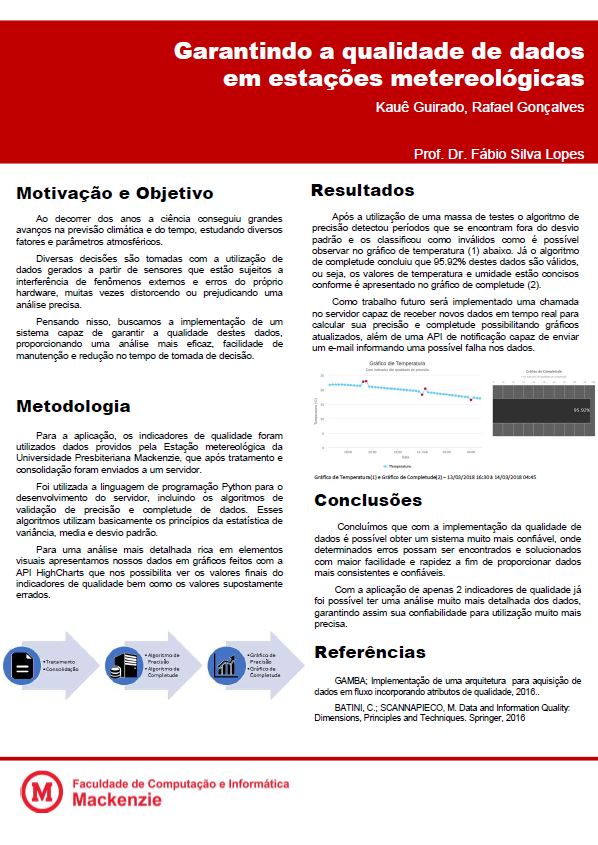 Garantindo a qualidade de dados
em estações metereológicas
Kauê Guirado, Rafael Gonçalves
Prof. Dr. Fábio Silva Lopes
Motivação e Objetivo
Ao decorrer dos anos a ciência conseguiu grandes
avanços na previsão climática e do tempo, estudando diversos
fatores e parâmetros atmosféricos.
Diversas decisões são tomadas com a utilização de
dados gerados a partir de sensores que estão sujeitos a
interferência de fenômenos externos e erros do próprio
hardware, muitas vezes distorcendo ou prejudicando uma
análise precisa.
Pensando nisso, buscamos a implementação de um
sistema capaz de garantir a qualidade destes dados,
proporcionando uma análise mais eficaz, facilidade de
manutenção e redução no tempo de tomada de decisão.
Metodologia
Para a aplicação, os indicadores de qualidade foram
utilizados dados providos pela Estação metereológica da
Universidade Presbiteriana Mackenzie, que após tratamento e
consolidação foram enviados a um servidor.
Foi utilizada a linguagem de programação Python para o
desenvolvimento do servidor, incluindo os algoritmos de
validação de precisão e completude de dados. Esses
algoritmos utilizam basicamente os princípios da estatística de
variância, media e desvio padrão.
Para uma análise mais detalhada rica em elementos
visuais apresentamos nossos dados em gráficos feitos com a
API HighCharts que nos possibilita ver os valores finais do
indicadores de qualidade bem como os valores supostamente
errados.
•Tratamento
•Consolidação
•Algoritmo de
Precisão
•Algoritmo de
Completude
•Gráfico de
Precisão
•Gráfico de
Completude
Resultados
Após a utilização de uma massa de testes o algoritmo de
precisão detectou períodos que se encontram fora do desvio
padrão e os classificou como inválidos como é possível
observar no gráfico de temperatura (1) abaixo. Já o algoritmo
de completude concluiu que 95.92% destes dados são válidos,
ou seja, os valores de temperatura e umidade estão concisos
conforme é apresentado no gráfico de completude (2).
Como trabalho futuro será implementado uma chamada
no servidor capaz de receber novos dados em tempo real para
calcular sua precisão e completude possibilitando gráficos
atualizados, além de uma API de notificação capaz de enviar
um e-mail informando uma possível falha nos dados.
Gráfico de Temperatura
Com indicador de qualidade de precisão
Temperatura (°C)
Data
Temperatura
Gráfico de Completude
95.92%
Gráfico de Temperatura(1) e Gráfico de Completude(2) – 13/03/2018 16:30 à 14/03/2018 04:45
Conclusões
Concluímos que com a implementação da qualidade de
dados é possível obter um sistema muito mais confiável, onde
determinados erros possam ser encontrados e solucionados
com maior facilidade e rapidez a fim de proporcionar dados
mais consistentes e confiáveis.
Com a aplicação de apenas 2 indicadores de qualidade já
foi possível ter uma análise muito mais detalhada dos dados,
garantindo assim sua confiabilidade para utilização muito mais
precisa.
Referências
GAMBA; Implementação de uma arquitetura para aquisição de
dados em fluxo incorporando atributos de qualidade, 2016..
BATINI, C.; SCANNAPIECO, M. Data and Information Quality:
Dimensions, Principles and Techniques. Springer, 2016
M
Faculdade de Computação e Informática
Mackenzie